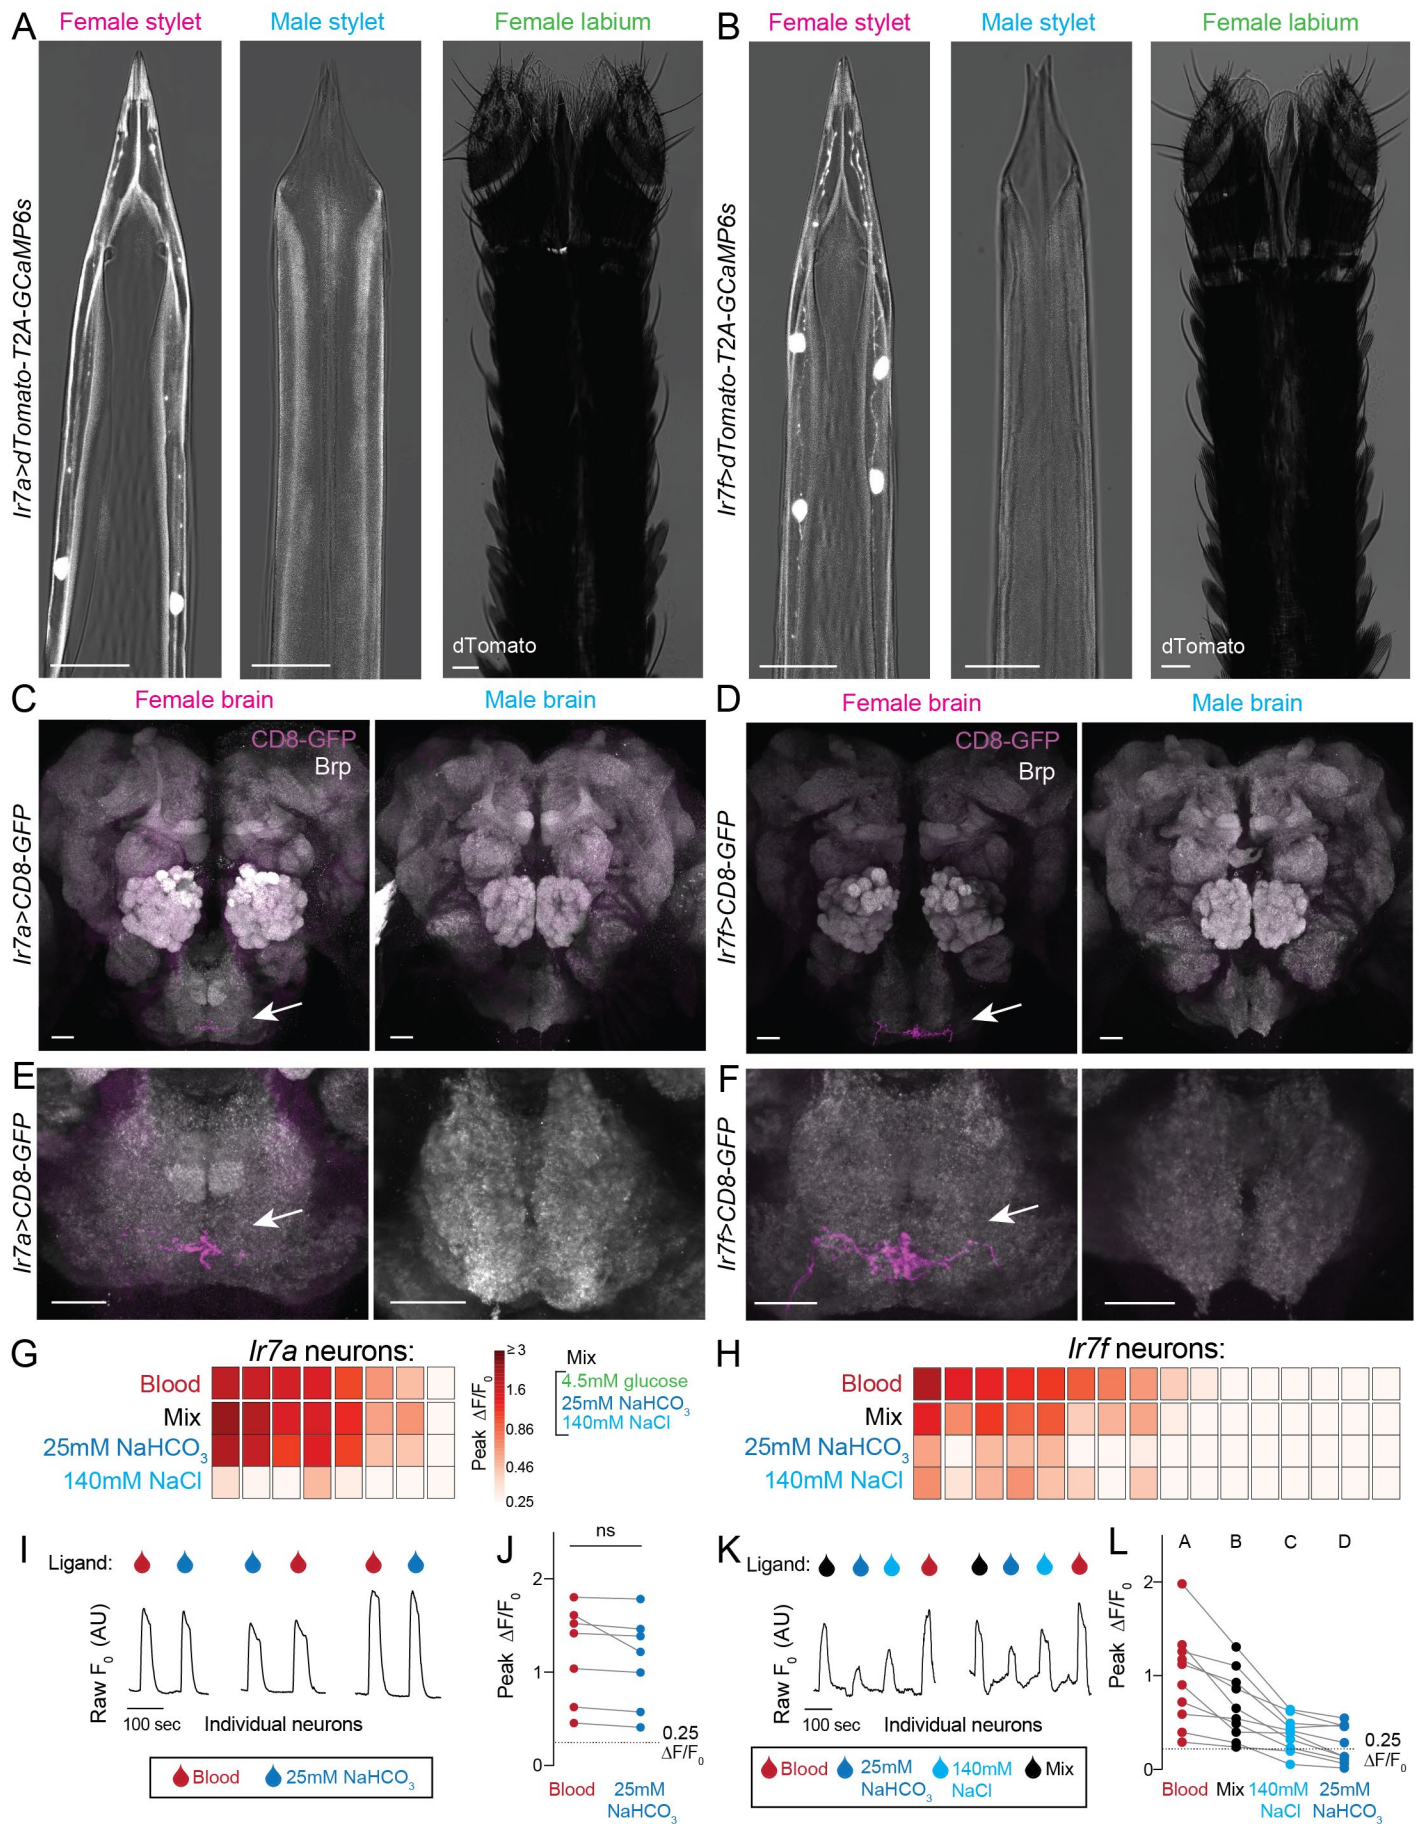 A
Female stylet
Male stylet
Female labium
Ir7a>dTomato-T2A-GCaMP6s
dTomato
B
Female stylet
Male stylet
Female labium
Ir7f>dTomato-T2A-GCaMP6s
dTomato
C
Female brain
Male brain
Ir7a>CD8-GFP
CD8-GFP
Brp
D
Female brain
Male brain
Ir7f>CD8-GFP
CD8-GFP
Brp
E
Ir7a>CD8-GFP
F
Ir7f>CD8-GFP
G
Ir7a neurons:
Blood
Mix
25mM NaHCO3
140mM NaCl
Peak ΔF/F0
≥ 3
1.6
0.86
0.46
0.25
Mix
4.5mM glucose
25mM NaHCO3
140mM NaCl
H
Ir7f neurons:
Blood
Mix
25mM NaHCO3
140mM NaCl
I
Ligand:
Raw F0 (AU)
100 sec
Individual neurons
Blood
25mM NaHCO3
J
ns
Peak ΔF/F0
2
1
0
0.25
ΔF/F0
Blood
25mM
NaHCO3
K
Ligand:
Raw F0 (AU)
100 sec
Individual neurons
Blood
25mM
NaHCO3
140mM
NaCl
Mix
L
A B C D
Peak ΔF/F0
2
1
0
0.25
ΔF/F0
Blood
Mix
140mM
NaCl
25mM
NaHCO3